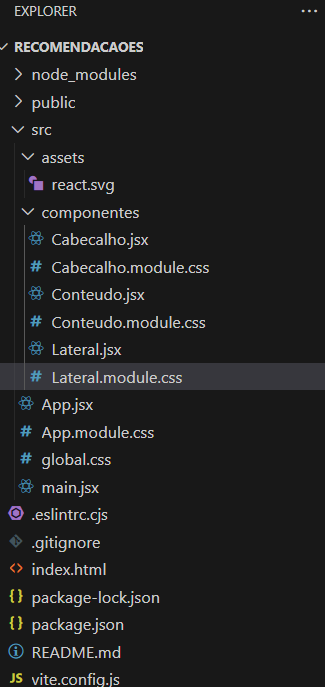 EXPLORER ...
RECOMENDACAOES
node_modules
public
src
assets
react.svg
componentes
Cabecalho.jsx
# Cabecalho.module.css
Conteudo.jsx
# Conteudo.module.css
Lateral.jsx
# Lateral.module.css
App.jsx
# App.module.css
# global.css
main.jsx
.eslintrc.cjs
.gitignore
<> index.html
{} package-lock.json
{} package.json
README.md
vite.config.js